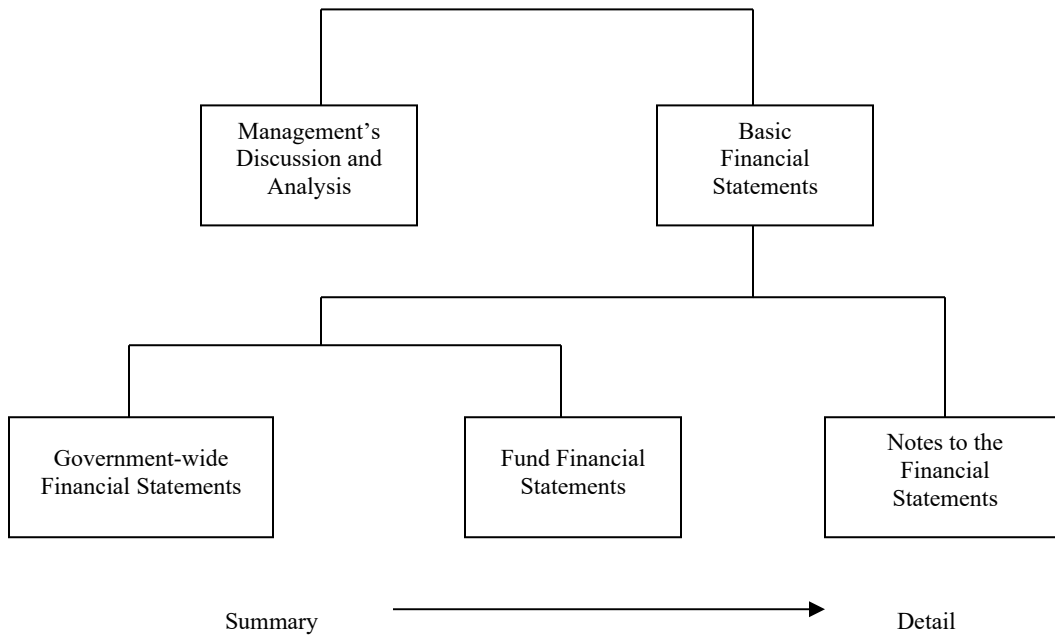 Management’s
Discussion and
Analysis
Basic
Financial
Statements
Government-wide
Financial Statements
Fund Financial
Statements
Notes to the
Financial
Statements
Summary
Detail